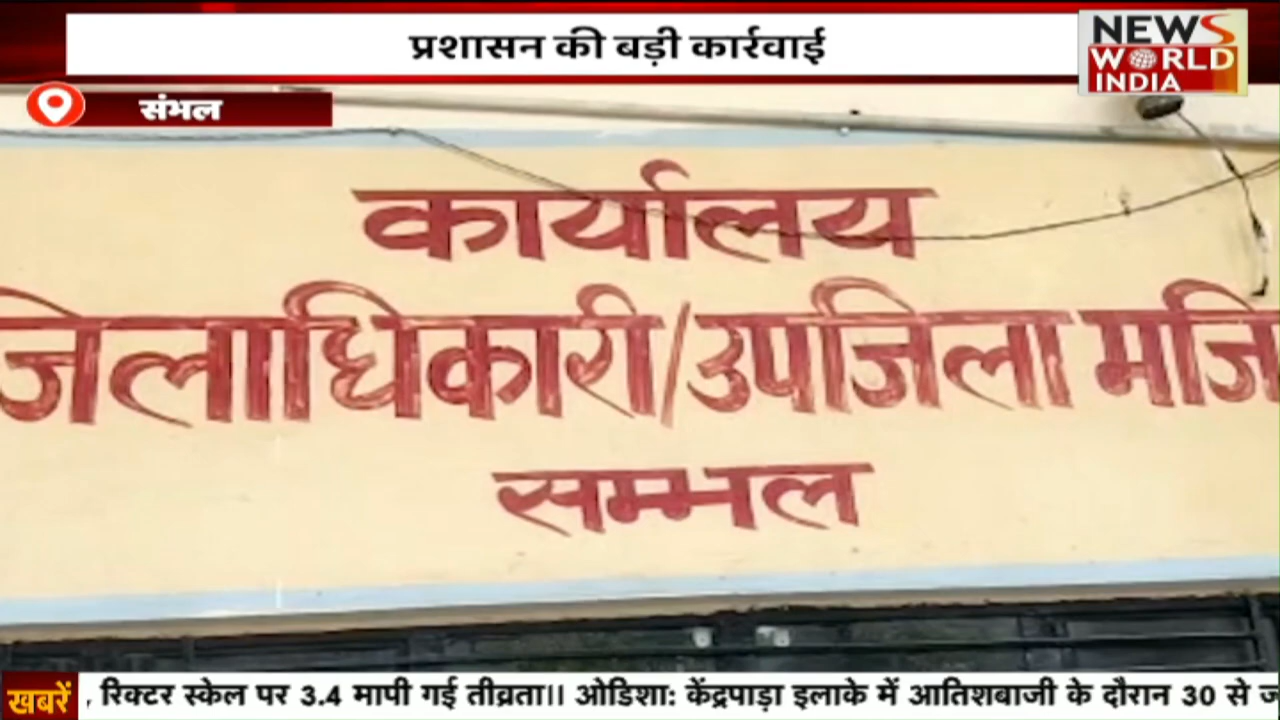 प्रशासन की बड़ी कार्रवाई
NEWS
WORLD
INDIA
संभल
कार्यालय
जिलाधिकारी/उपजिला मजि
सम्भल
खबरें
, रिक्टर स्केल पर 3.4 मापी गई तीव्रता।। ओडिशा: केंद्रपाड़ा इलाके में आतिशबाजी के दौरान 30 से ज